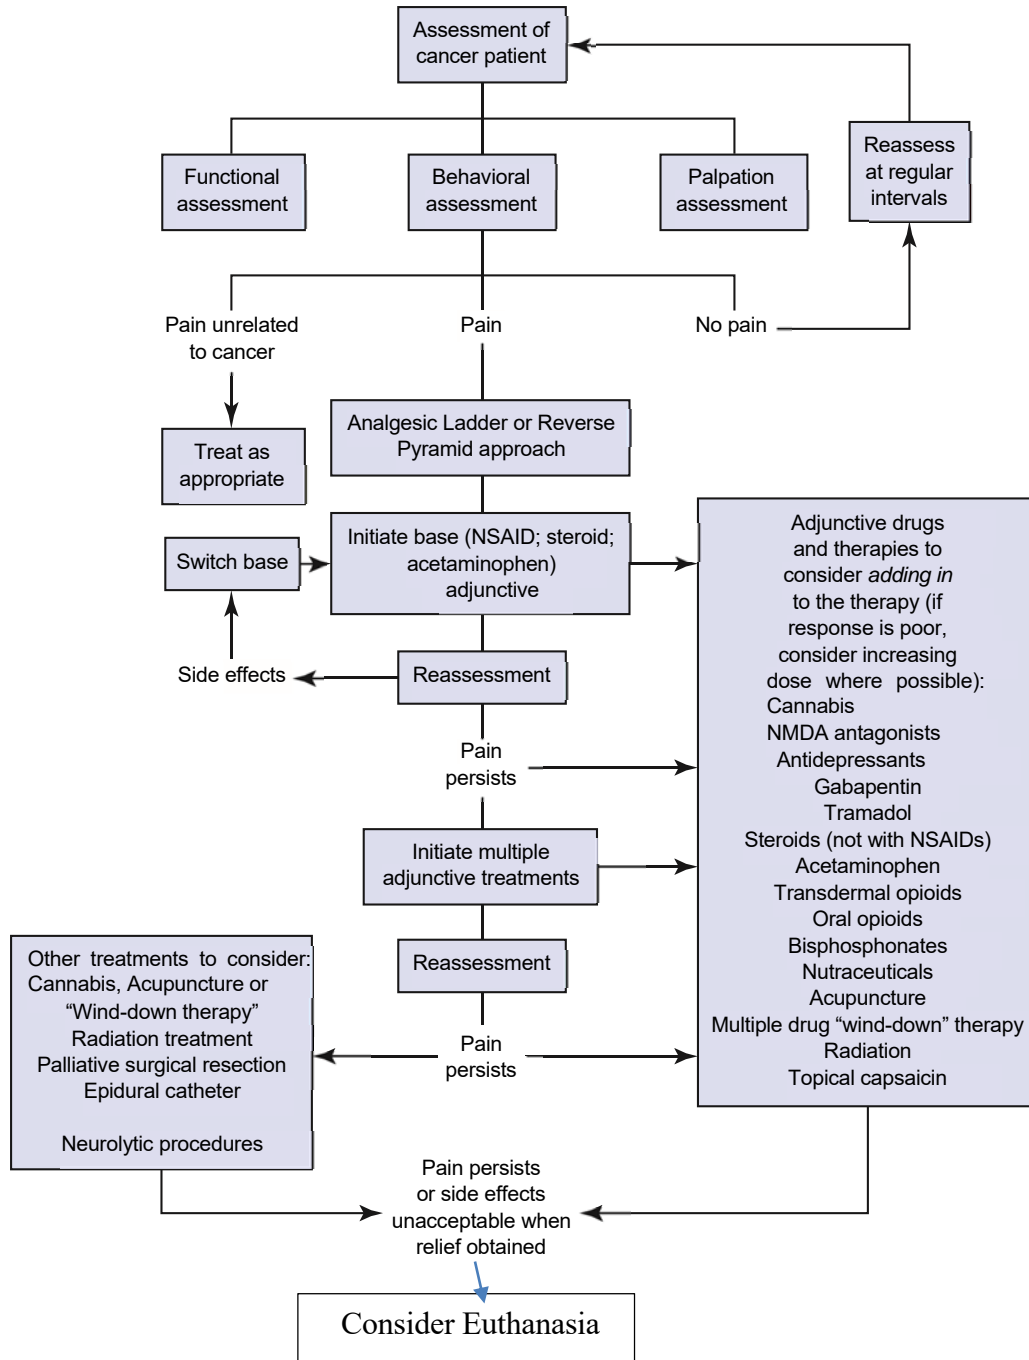 Assessment of
cancer patient
Reassess
at regular
intervals
Functional
assessment
Behavioral
assessment
Palpation
assessment
Pain unrelated
to cancer
Pain
No pain
Treat as
appropriate
Analgesic Ladder or Reverse
Pyramid approach
Switch base
Initiate base (NSAID; steroid;
acetaminophen)
adjunctive
Side effects
Reassessment
Pain
persists
Initiate multiple
adjunctive treatments
Reassessment
Pain
persists
Adjunctive drugs
and therapies to
consider adding in
to the therapy (if
response is poor,
consider increasing
dose where possible):
Cannabis
NMDA antagonists
Antidepressants
Gabapentin
Tramadol
Steroids (not with NSAIDs)
Acetaminophen
Transdermal opioids
Oral opioids
Bisphosphonates
Nutraceuticals
Acupuncture
Multiple drug “wind-down” therapy
Radiation
Topical capsaicin
Other treatments to consider:
Cannabis, Acupuncture or
“Wind-down therapy”
Radiation treatment
Palliative surgical resection
Epidural catheter
Neurolytic procedures
Pain persists
or side effects
unacceptable when
relief obtained
Consider Euthanasia